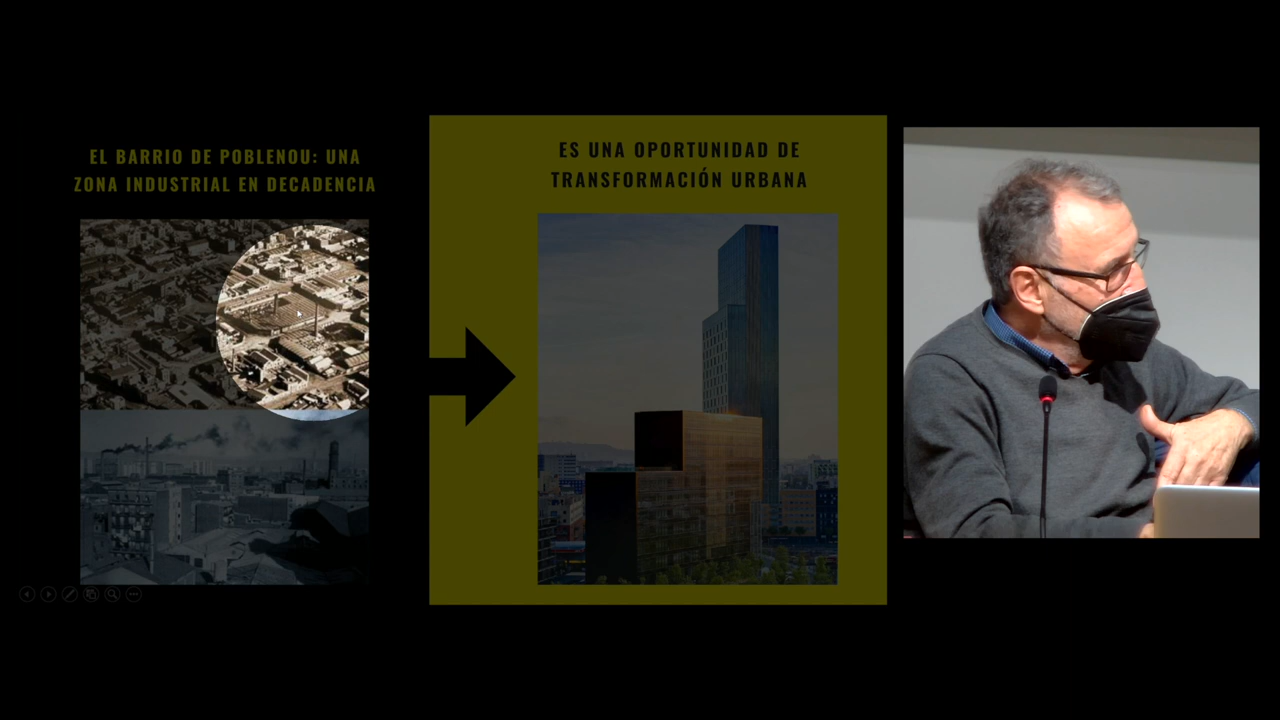 EL BARRIO DE POBLENOU: UNA
ZONA INDUSTRIAL EN DECADENCIA
ES UNA OPORTUNIDAD DE
TRANSFORMACIÓN URBANA